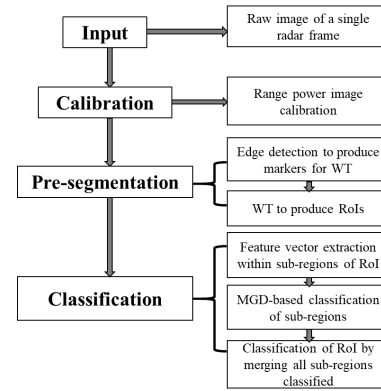 Input
Raw image of a single
radar frame
Calibration
Range power image
calibration
Pre-segmentation
Edge detection to produce
markers for WT
WT to produce RoIs
Classification
Feature vector extraction
within sub-regions of RoI
MGD-based classification
of sub-regions
Classification of RoI by
merging all sub-regions
classified